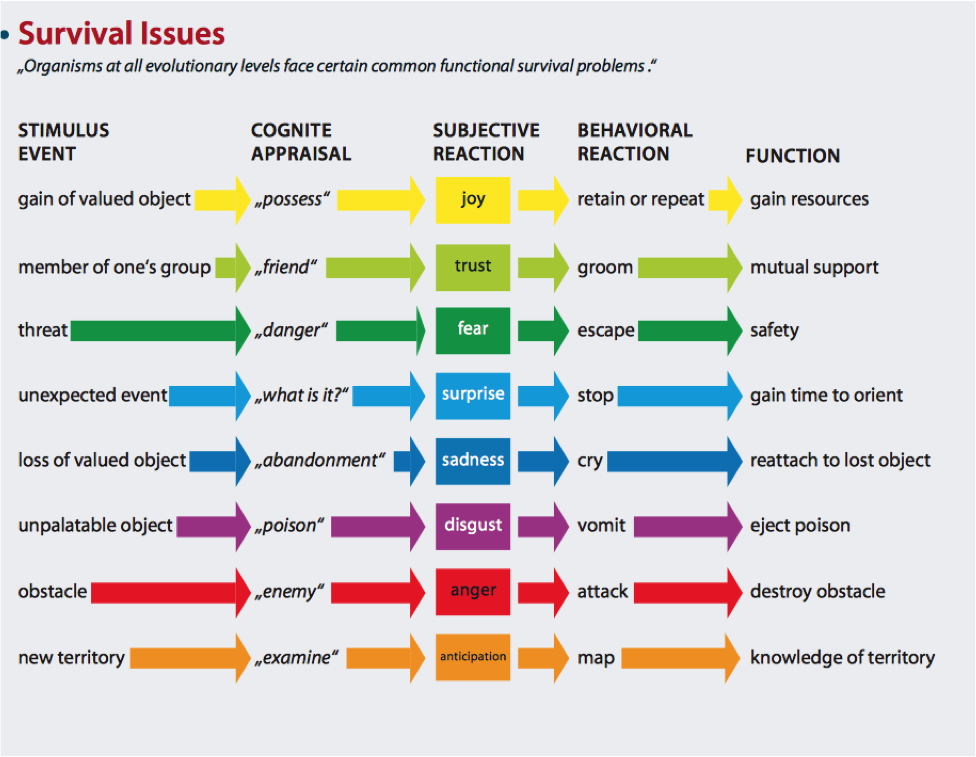 • Survival Issues
„Organisms at all evolutionary levels face certain common functional survival problems .“
STIMULUS EVENT COGNITE APPRAISAL SUBJECTIVE REACTION BEHAVIORAL REACTION FUNCTION
gain of valued object „possess“ joy retain or repeat gain resources
member of one‘s group „friend“ trust groom mutual support
threat „danger“ fear escape safety
unexpected event „what is it?“ surprise stop gain time to orient
loss of valued object „abandonment“ sadness cry reattach to lost object
unpalatable object „poison“ disgust vomit eject poison
obstacle „enemy“ anger attack destroy obstacle
new territory „examine“ anticipation map knowledge of territory